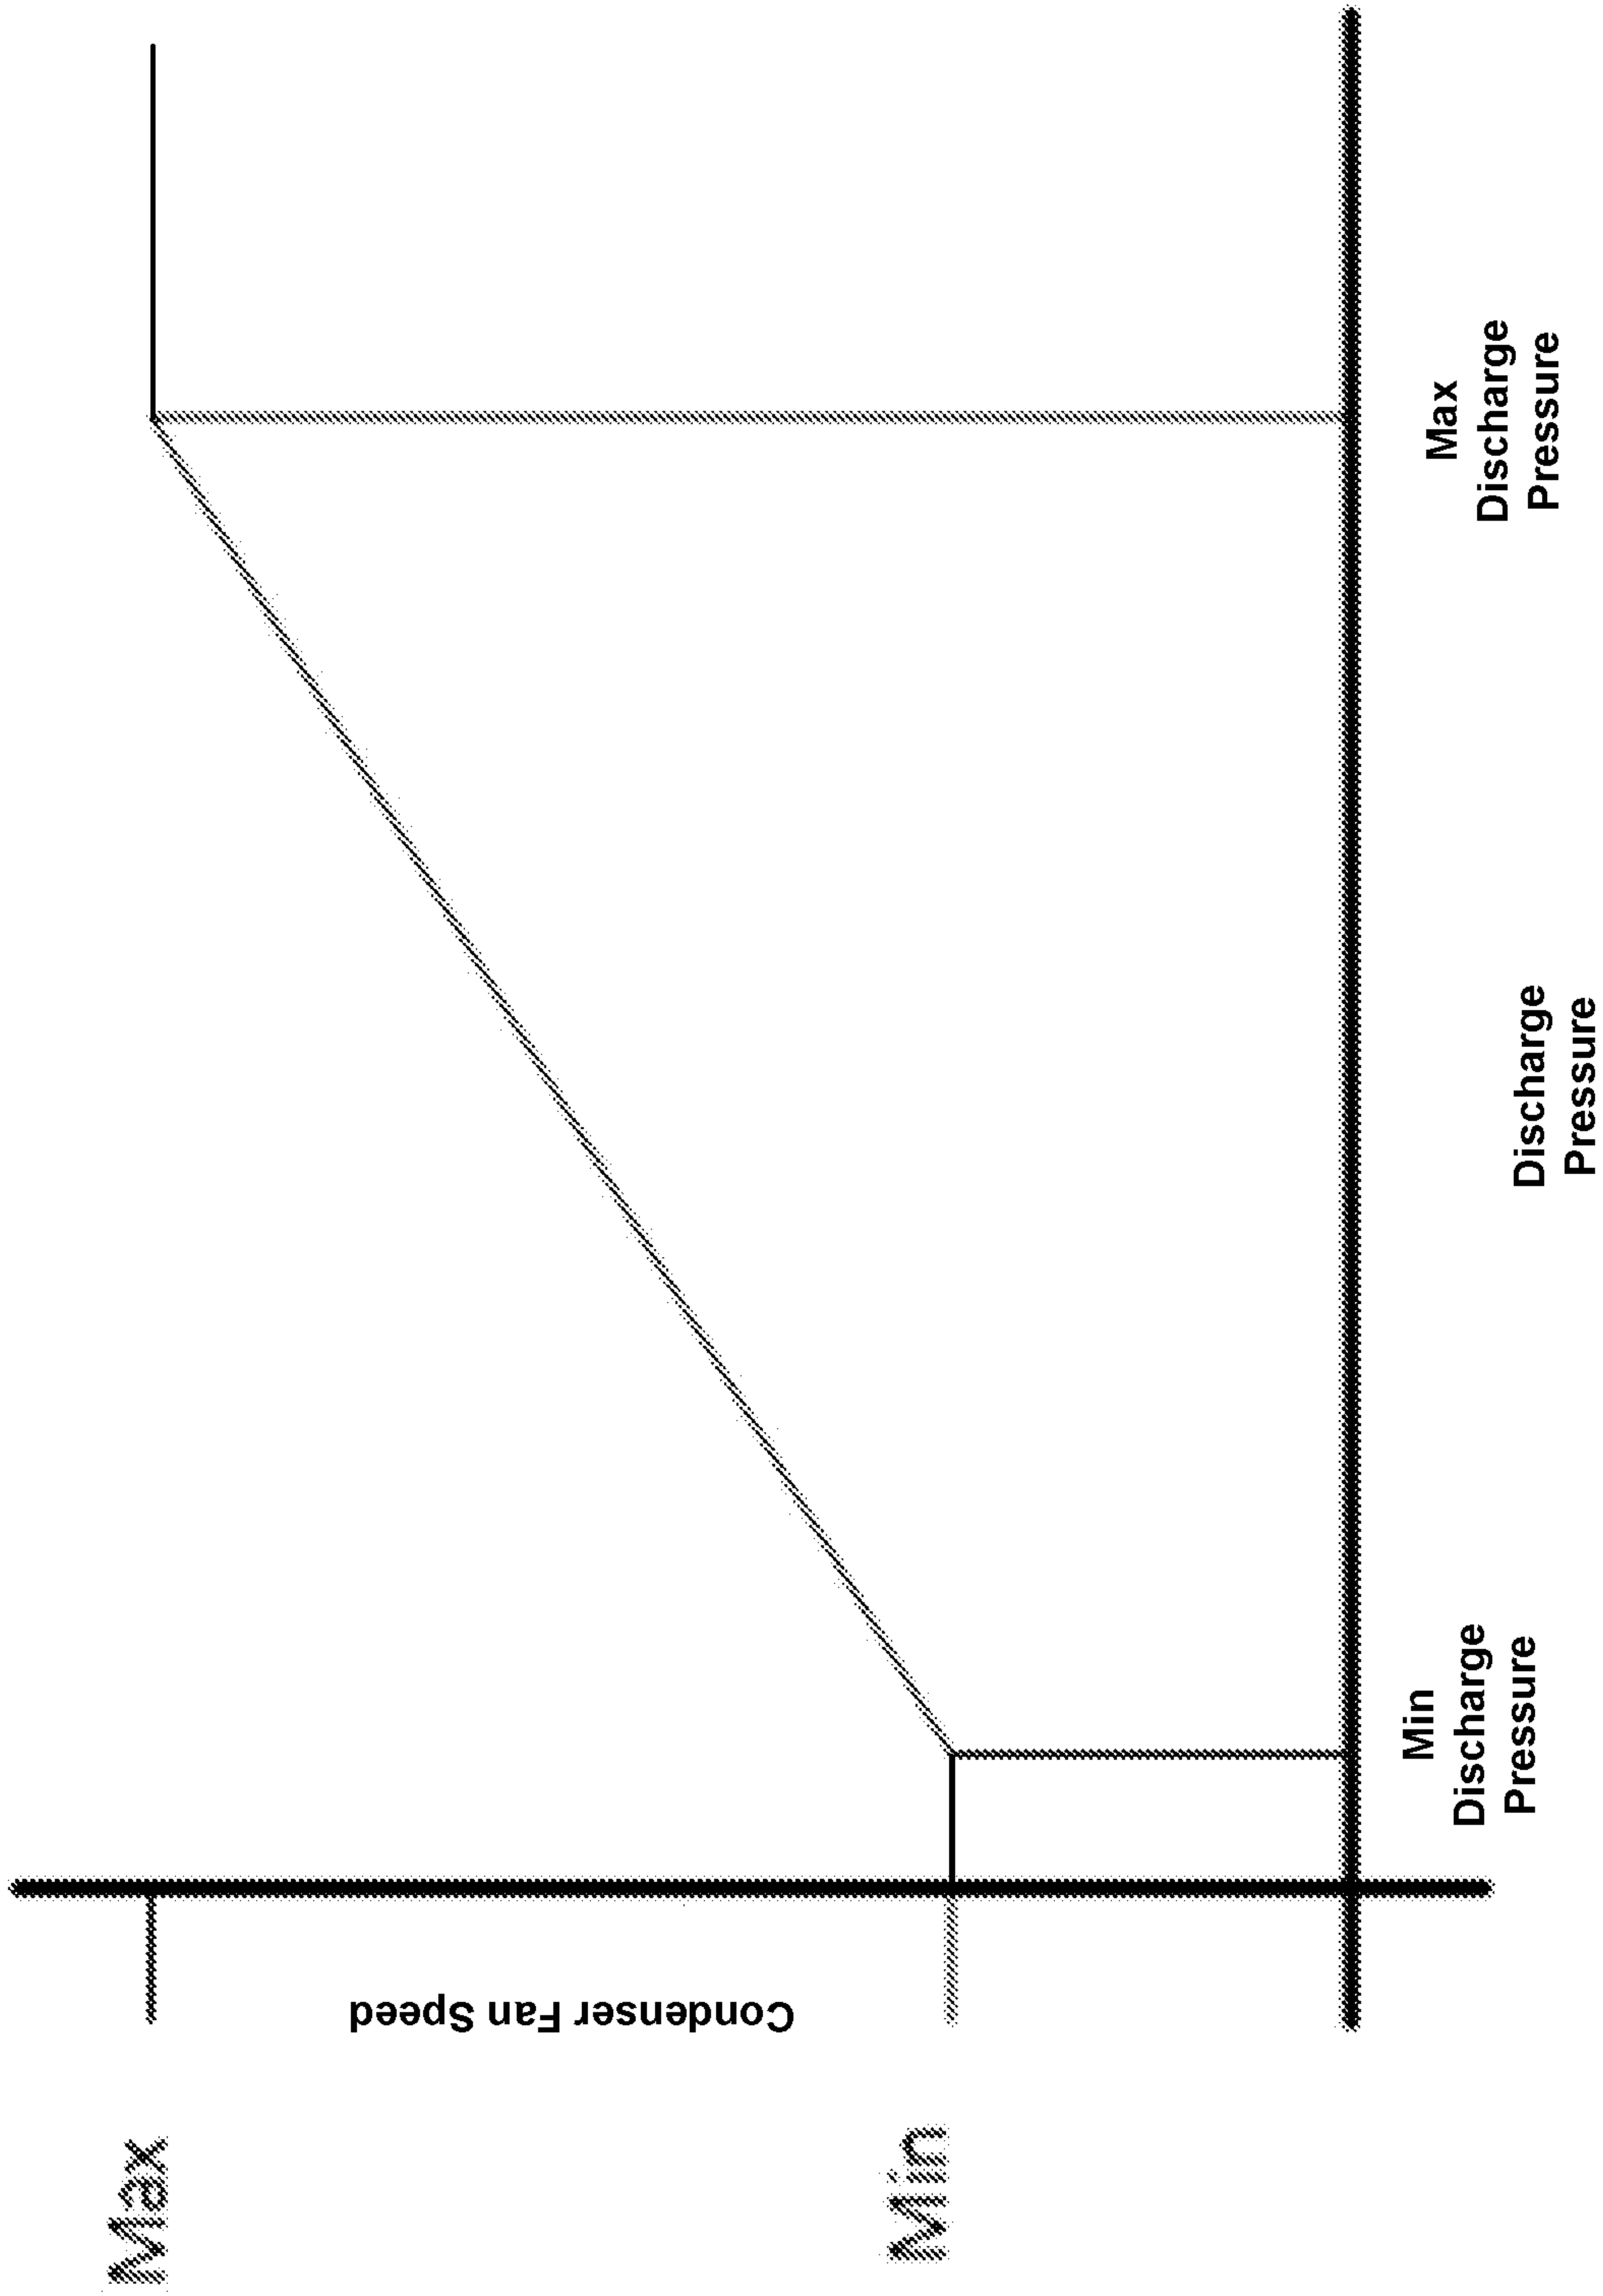 Max
Condenser Fan Speed
Min
Min
Discharge
Pressure
Discharge
Pressure
Max
Discharge
Pressure